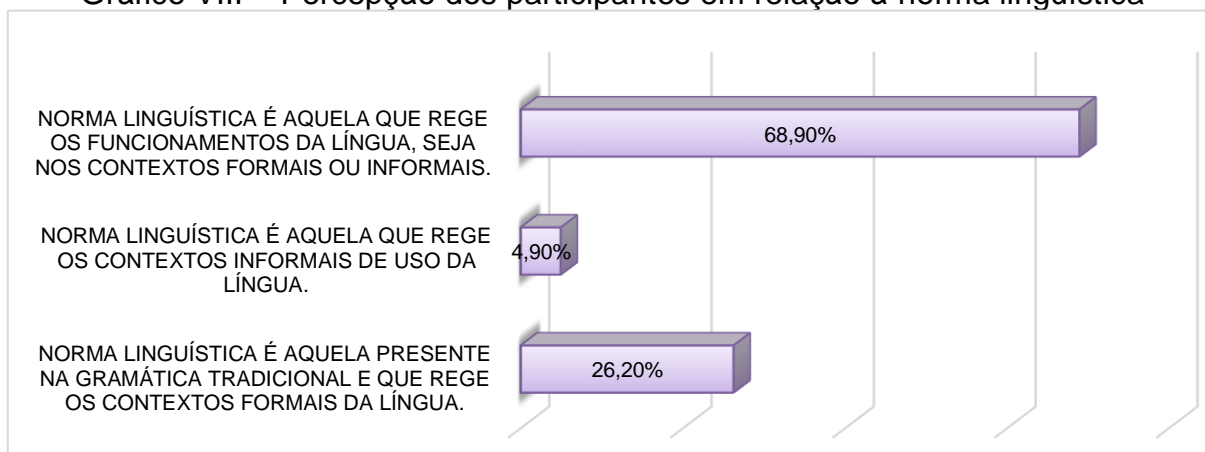 Gráfico VIII – Percepção dos participantes em relação à norma linguística
NORMA LINGUÍSTICA É AQUELA QUE REGE
OS FUNCIONAMENTOS DA LÍNGUA, SEJA
NOS CONTEXTOS FORMAIS OU INFORMAIS.
68,90%
NORMA LINGUÍSTICA É AQUELA QUE REGE
OS CONTEXTOS INFORMAIS DE USO DA
LÍNGUA.
4,90%
NORMA LINGUÍSTICA É AQUELA PRESENTE
NA GRAMÁTICA TRADICIONAL E QUE REGE
OS CONTEXTOS FORMAIS DA LÍNGUA.
26,20%